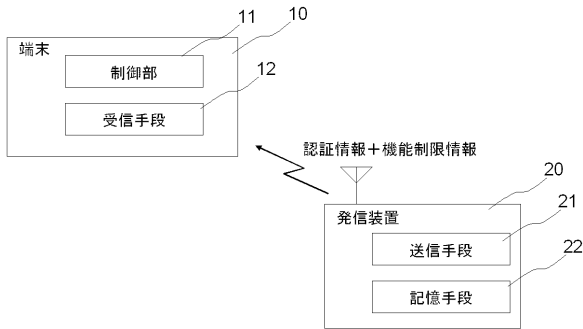 11
10
端末
制御部
12
受信手段
認証情報＋機能制限情報
20
発信装置
21
送信手段
22
記憶手段